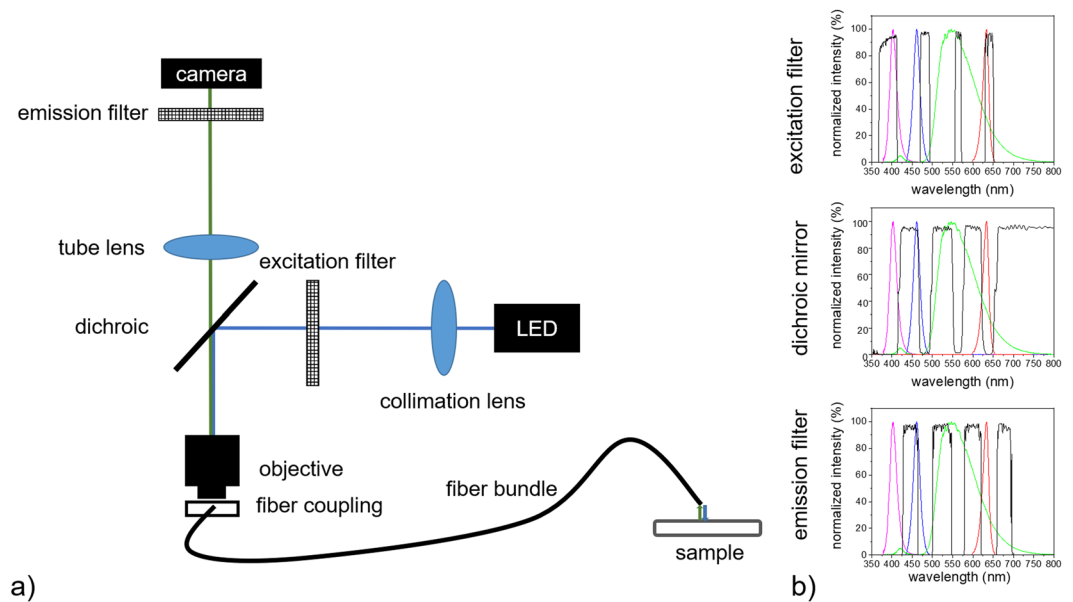 camera
emission filter
tube lens
excitation filter
dichroic
LED
collimation lens
objective
fiber coupling
fiber bundle
sample
a)
excitation filter
normalized intensity (%)
100
80
60
40
20
0
350 400 450 500 550 600 650 700 750 800
wavelength (nm)
dichroic mirror
normalized intensity (%)
100
80
60
40
20
0
350 400 450 500 550 600 650 700 750 800
wavelength (nm)
emission filter
normalized intensity (%)
100
80
60
40
20
0
350 400 450 500 550 600 650 700 750 800
wavelength (nm)
b)